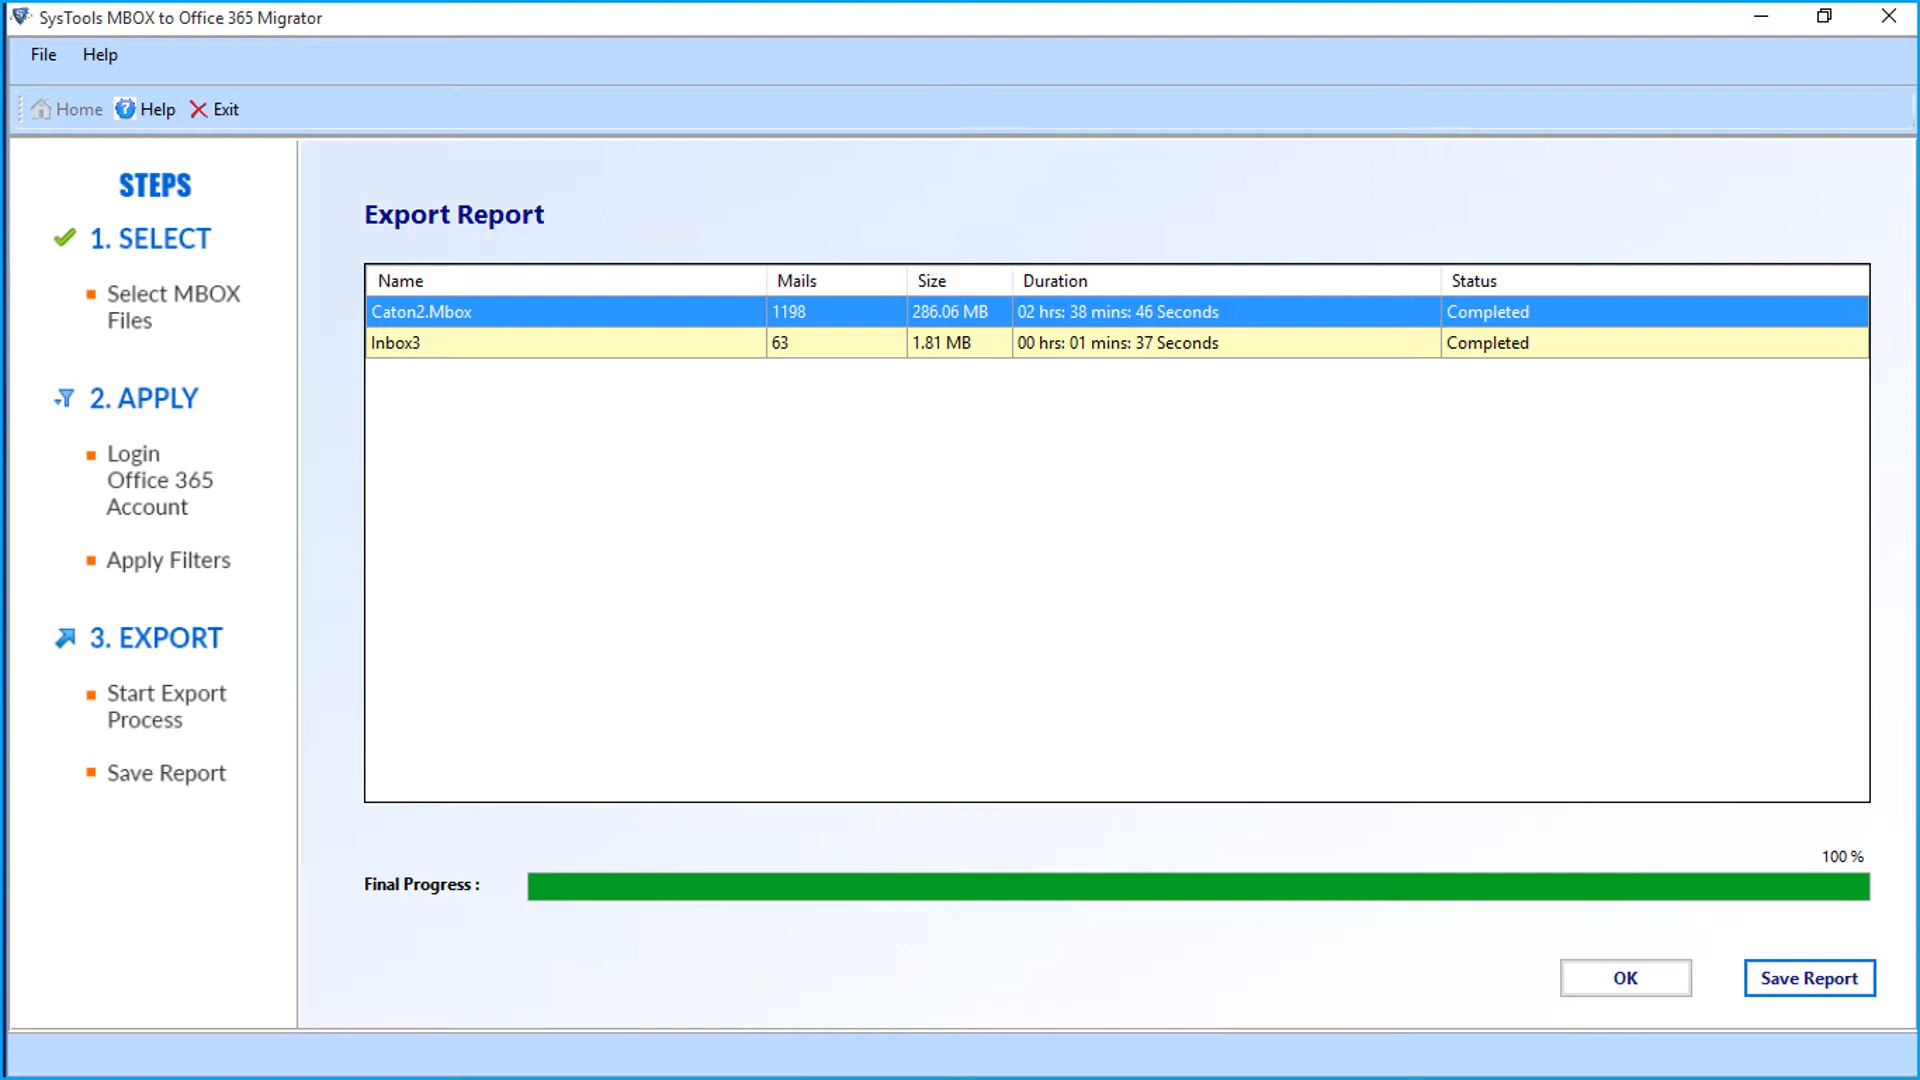 SysTools MBOX to Office 365 Migrator
File Help
Home Help Exit
STEPS
1. SELECT
Select MBOX
Files
2. APPLY
Login
Office 365
Account
Apply Filters
3. EXPORT
Start Export
Process
Save Report
Export Report
Name Mails Size Duration Status
Caton2.Mbox 1198 286.06 MB 02 hrs: 38 mins: 46 Seconds Completed
Inbox3 63 1.81 MB 00 hrs: 01 mins: 37 Seconds Completed
100 %
Final Progress :
OK Save Report